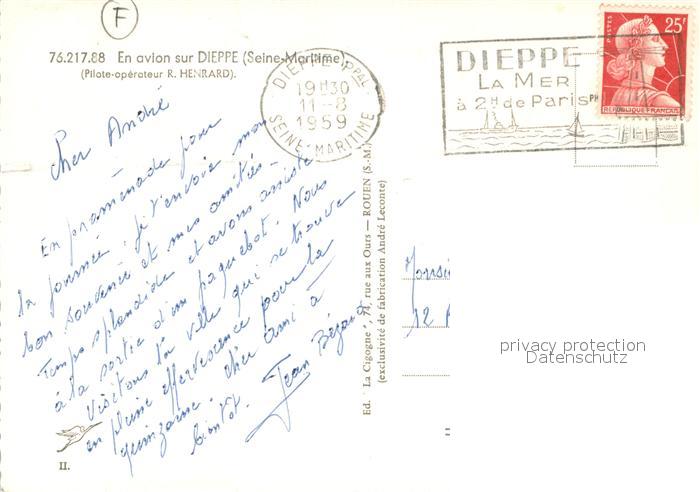 F
76.217.88 En avion sur DIEPPE (Seine-Maritime).
(Pilote-opérateur R. HENRARD).
DIEPPE PPAL
19H30
11-8
1959
SEINE-MARITIME
DIEPPE
LA MER
à 2H de Paris
POSTES
25F
REPUBLIQUE FRANÇAISE
Cher André
En promenade pour
la journée, je t'envoie mon
bon souvenir et mes amitiés -
Temps splendide et avons assisté
à la sortie d'un paquebot. Nous
Visitons la ville qui se trouve
en pleine effervescence pour la
quinzaine. Cher ami à
bientôt. Jean
Ed. "La Cigogne", 74, rue aux Ours — ROUEN (S.-M.)
(exclusivité de fabrication André Leconte)
12
privacy protection
Datenschutz
II.